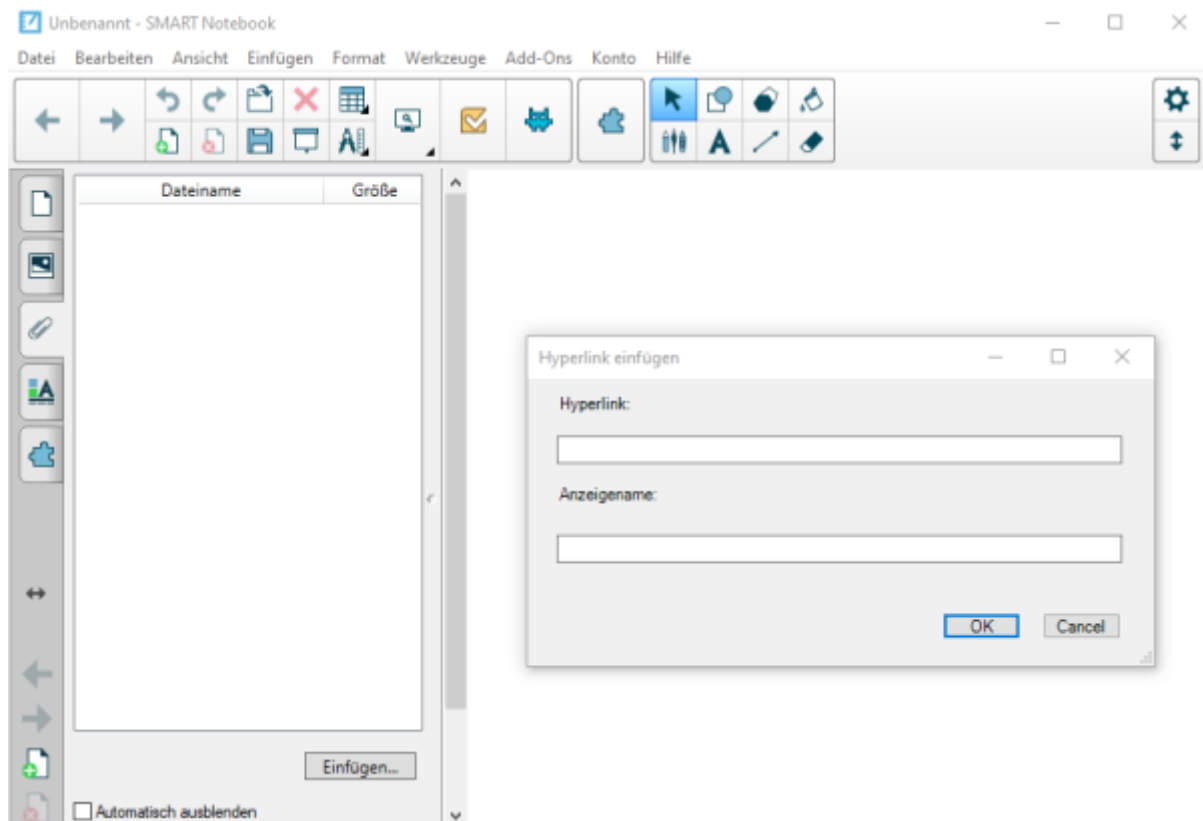 Unbenannt - SMART Notebook
Datei Bearbeiten Ansicht Einfügen Format Werkzeuge Add-Ons Konto Hilfe
Dateiname Größe
Hyperlink einfügen
Hyperlink:
Anzeigename:
OK Cancel
Einfügen...
Automatisch ausblenden